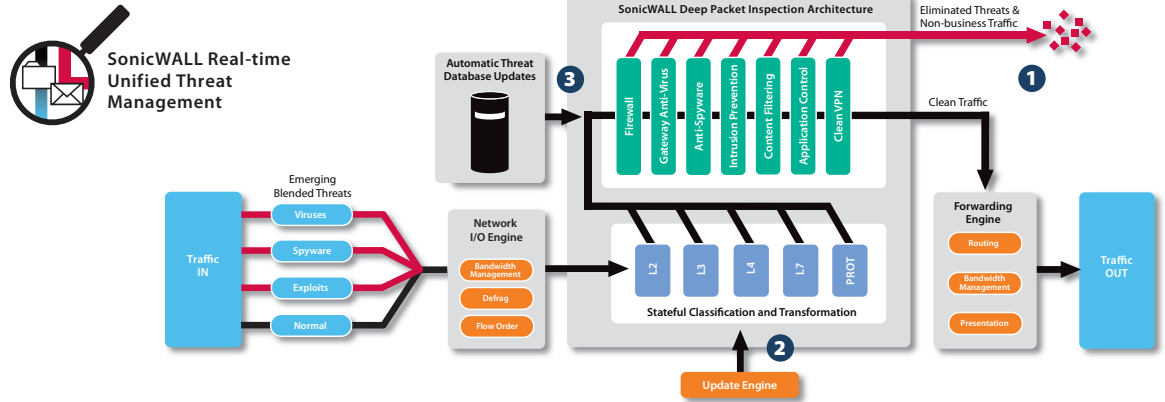 SonicWALL Real-time
Unified Threat
Management
SonicWALL Deep Packet Inspection Architecture
Eliminated Threats &
Non-business Traffic
1
Automatic Threat
Database Updates
3
Firewall
Gateway Anti-Virus
Anti-Spyware
Intrusion Prevention
Content Filtering
Application Control
Clean VPN
Clean Traffic
Emerging
Blended Threats
Traffic
IN
Viruses
Spyware
Exploits
Normal
Network
I/O Engine
Bandwidth
Management
Defrag
Flow Order
L2
L3
L4
L7
PROT
Stateful Classification and Transformation
2
Update Engine
Forwarding
Engine
Routing
Bandwidth
Management
Presentation
Traffic
OUT